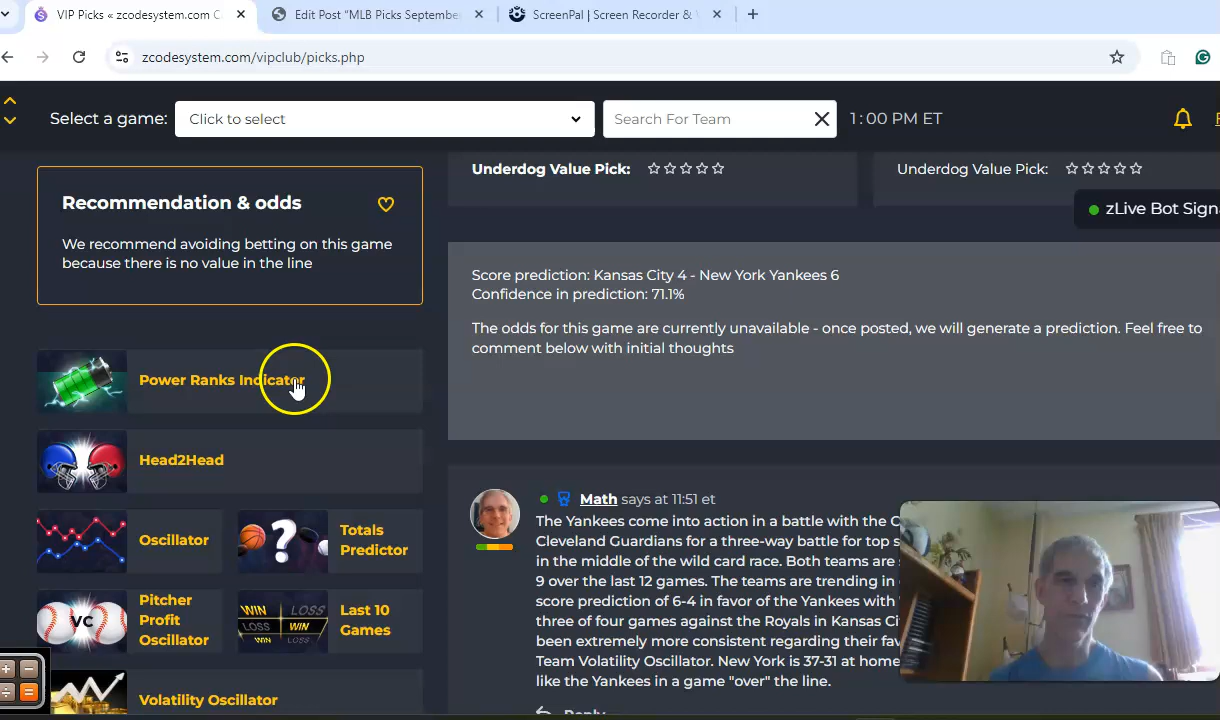 VIP Picks « zcodesystem.com C
Edit Post “MLB Picks Septembe
ScreenPal | Screen Recorder &
zcodesystem.com/vipclub/picks.php
Select a game:
Click to select
Search For Team
1:00 PM ET
Recommendation & odds
We recommend avoiding betting on this game
because there is no value in the line
Power Ranks Indicator
Head2Head
Oscillator
Totals
Predictor
Pitcher
Profit
Oscillator
VC
WIN LOSS
LOSS WIN
WIN LOSS
Last 10
Games
Volatility Oscillator
Underdog Value Pick:
Underdog Value Pick:
zLive Bot Sign
Score prediction: Kansas City 4 - New York Yankees 6
Confidence in prediction: 71.1%
The odds for this game are currently unavailable - once posted, we will generate a prediction. Feel free to
comment below with initial thoughts
Math says at 11:51 et
The Yankees come into action in a battle with the
Cleveland Guardians for a three-way battle for top s
in the middle of the wild card race. Both teams are
9 over the last 12 games. The teams are trending in
score prediction of 6-4 in favor of the Yankees with
three of four games against the Royals in Kansas Ci
been extremely more consistent regarding their fav
Team Volatility Oscillator. New York is 37-31 at home
like the Yankees in a game "over" the line.
Reply